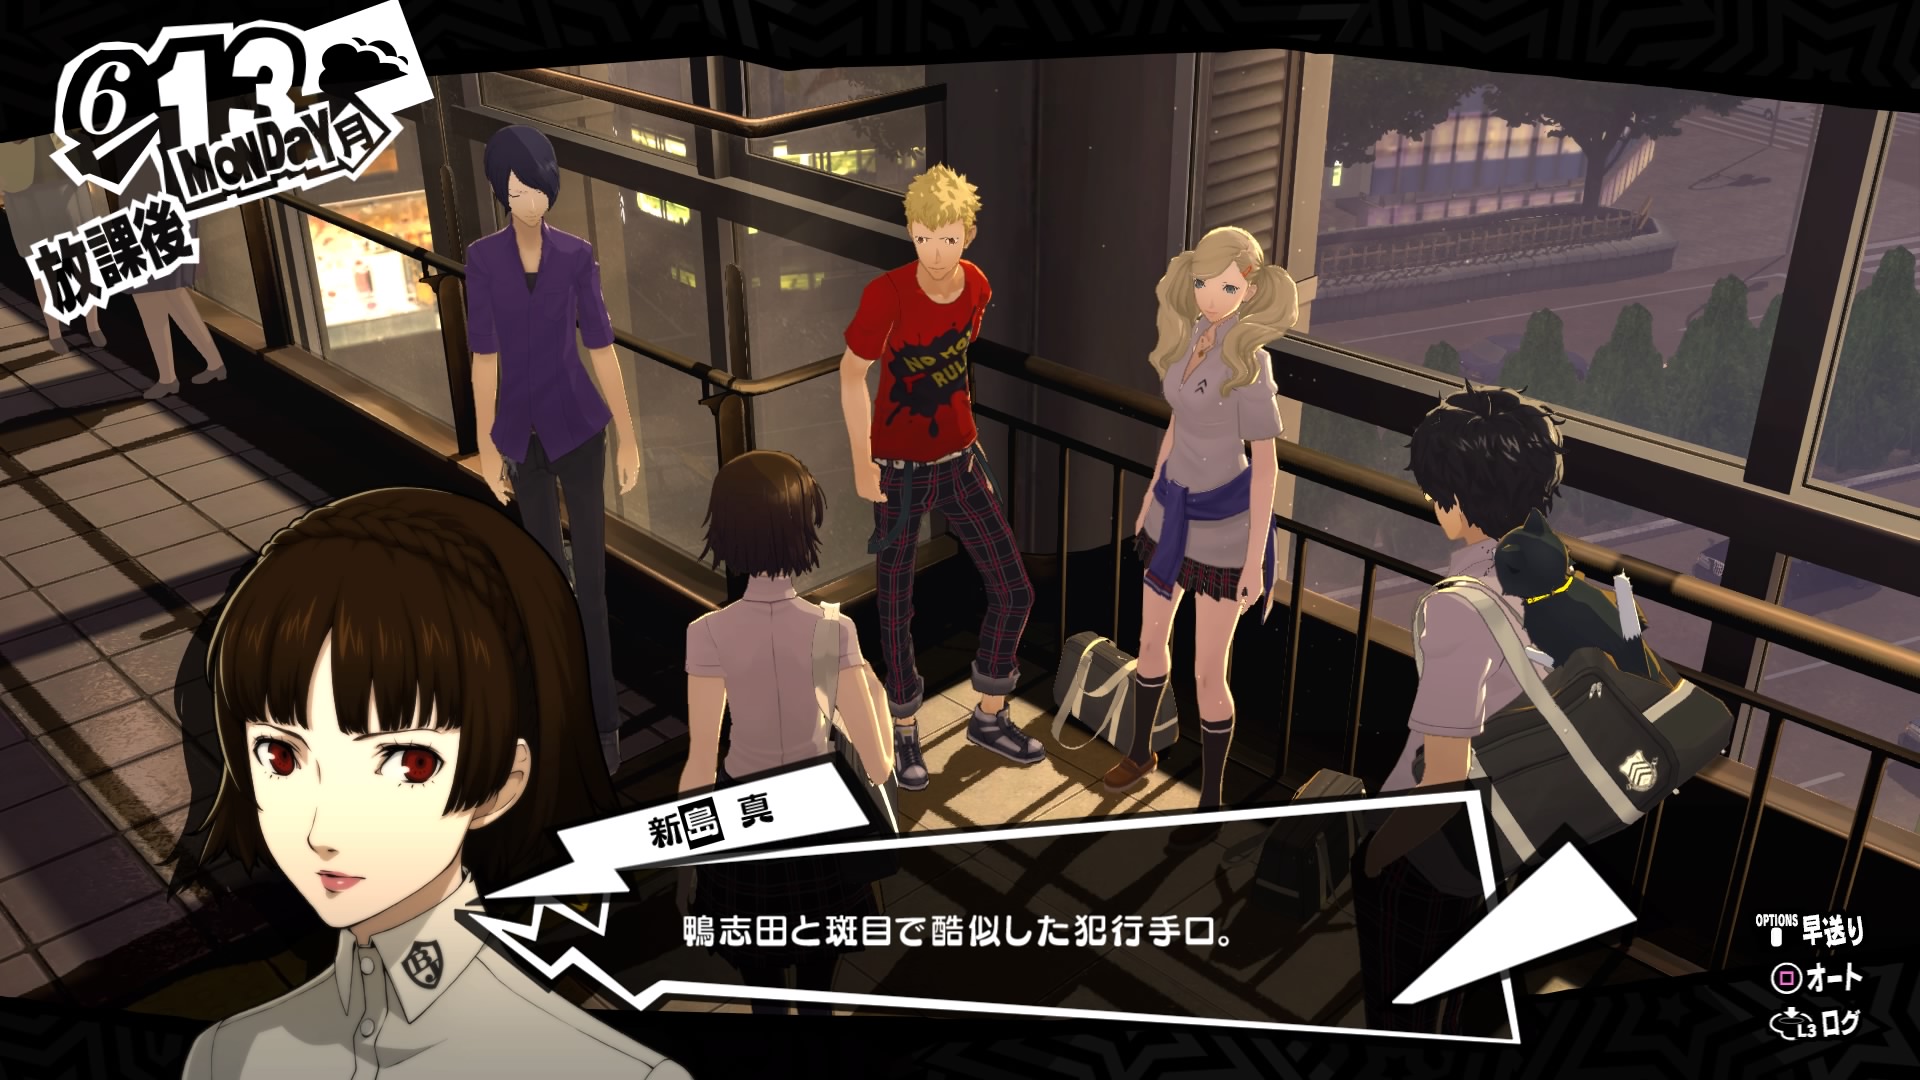 6/13
MONDAY 月
放課後
NO MO
RUL
新島 真
鴨志田と斑目で酷似した犯行手口。
OPTIONS 早送り
オート
L3 ログ